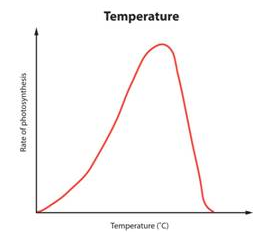 Temperature
Rate of photosynthesis
Temperature (˚C)